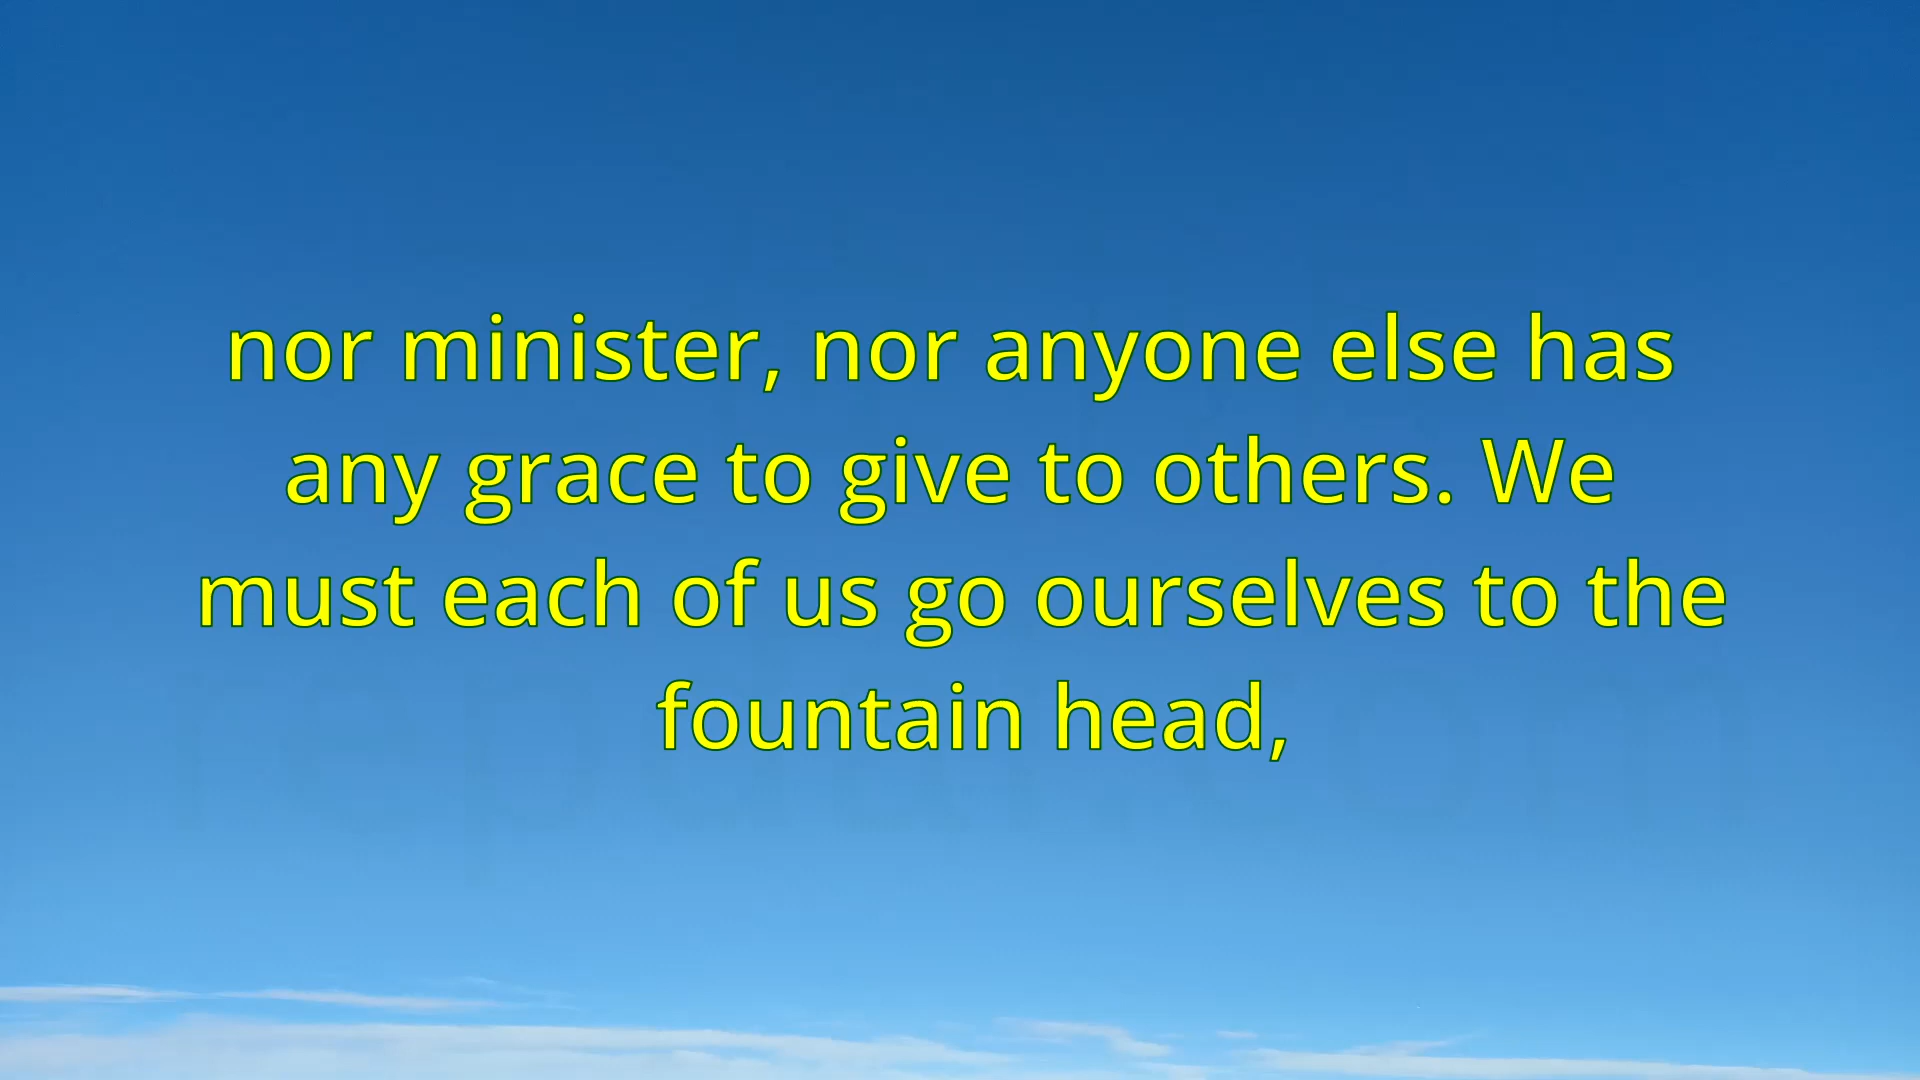 nor minister, nor anyone else has
any grace to give to others. We
must each of us go ourselves to the
fountain head,